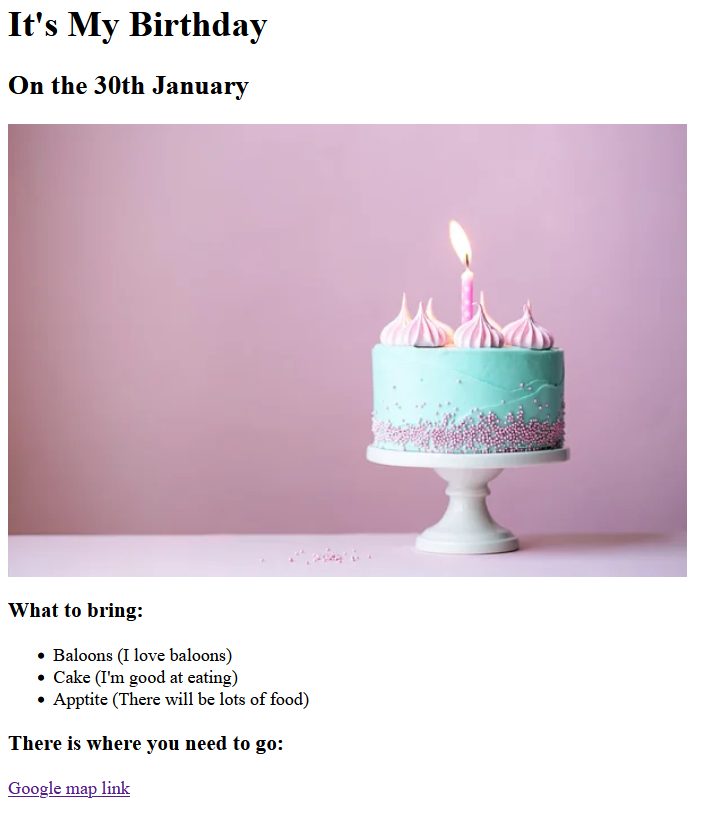 It's My Birthday
On the 30th January
What to bring:
Baloons (I love baloons)
Cake (I'm good at eating)
Apptite (There will be lots of food)
There is where you need to go:
Google map link